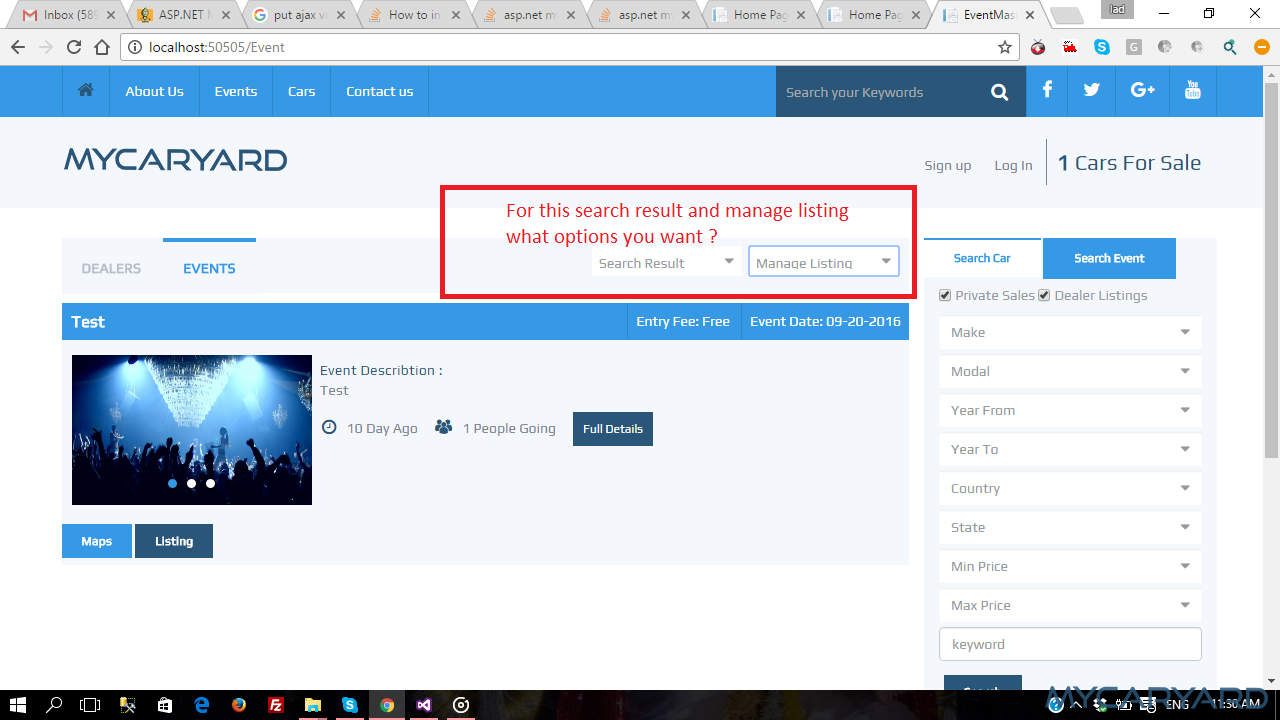 Inbox (58
ASP.NET M
put ajax va
How to in
asp.net m
asp.net m
Home Pag
Home Pag
EventMas
lad
localhost:50505/Event
About Us
Events
Cars
Contact us
Search your Keywords
MYCARYARD
Sign up
Log In
1 Cars For Sale
For this search result and manage listing
what options you want ?
DEALERS
EVENTS
Search Result
Manage Listing
Search Car
Search Event
Private Sales
Dealer Listings
Test
Entry Fee: Free
Event Date: 09-20-2016
Event Describtion :
Test
10 Day Ago
1 People Going
Full Details
Maps
Listing
Make
Modal
Year From
Year To
Country
State
Min Price
Max Price
keyword
MYCARYARD
ENG
11:30 AM